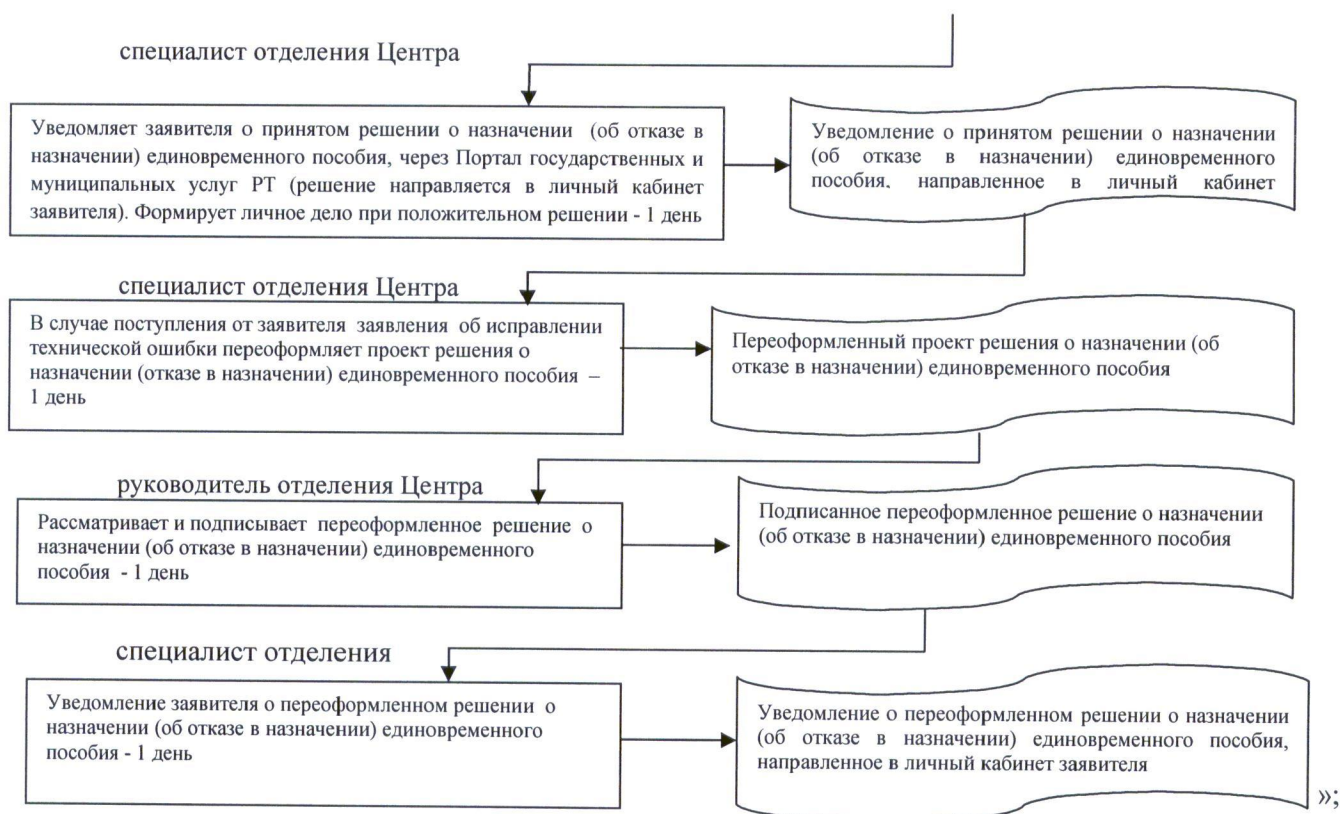 специалист отделения Центра
Уведомляет заявителя о принятом решении о назначении (об отказе в
назначении) единовременного пособия, через Портал государственных и
муниципальных услуг РТ (решение направляется в личный кабинет
заявителя). Формирует личное дело при положительном решении - 1 день
Уведомление о принятом решении о назначении
(об отказе в назначении) единовременного
пособия, направленное в личный кабинет
специалист отделения Центра
В случае поступления от заявителя заявления об исправлении
технической ошибки переоформляет проект решения о
назначении (отказе в назначении) единовременного пособия –
1 день
Переоформленный проект решения о назначении (об
отказе в назначении) единовременного пособия
руководитель отделения Центра
Рассматривает и подписывает переоформленное решение о
назначении (об отказе в назначении) единовременного
пособия - 1 день
Подписанное переоформленное решение о назначении
(об отказе в назначении) единовременного пособия
специалист отделения
Уведомление заявителя о переоформленном решении о
назначении (об отказе в назначении) единовременного
пособия - 1 день
Уведомление о переоформленном решении о назначении
(об отказе в назначении) единовременного пособия,
направленное в личный кабинет заявителя
»;